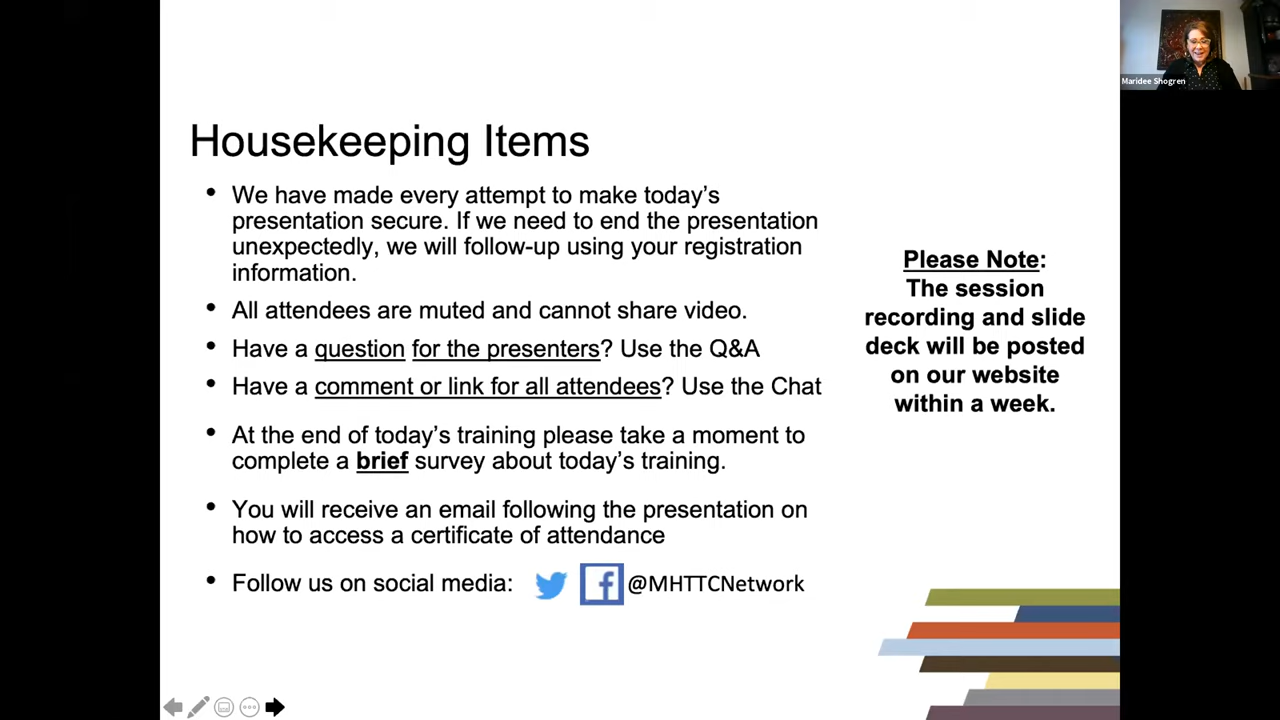 Maridee Shogren
Housekeeping Items
• We have made every attempt to make today’s
presentation secure. If we need to end the presentation
unexpectedly, we will follow-up using your registration
information.
• All attendees are muted and cannot share video.
• Have a question for the presenters? Use the Q&A
• Have a comment or link for all attendees? Use the Chat
• At the end of today’s training please take a moment to
complete a brief survey about today’s training.
• You will receive an email following the presentation on
how to access a certificate of attendance
• Follow us on social media: @MHTTCNetwork
Please Note:
The session
recording and slide
deck will be posted
on our website
within a week.